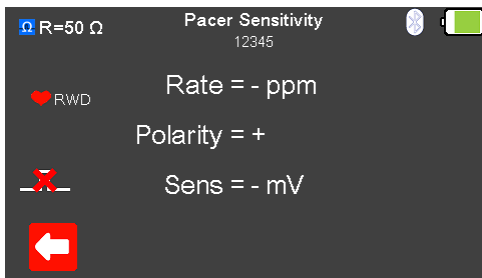 Ω R=50 Ω
Pacer Sensitivity
12345
RWD
Rate = - ppm
Polarity = +
Sens = - mV